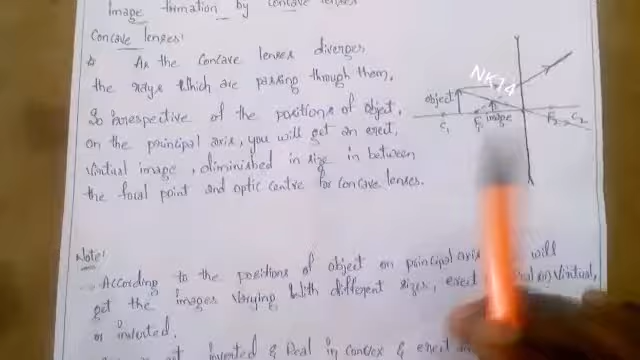 Image formation by concave lenses
Concave lenses:
As the concave lenses diverges
the rays which are passing through them,
So irrespective of the positions of object,
on the principal axis, you will get an erect,
virtual image, diminished in size in between
the focal point and optic centre for concave lenses.
NK74
object
image
C1
F1
F2
C2
Note:
According to the positions of object on principal axis will
get the images varying with different sizes, erect virtual,
or inverted.
inverted & Real in convex & erect